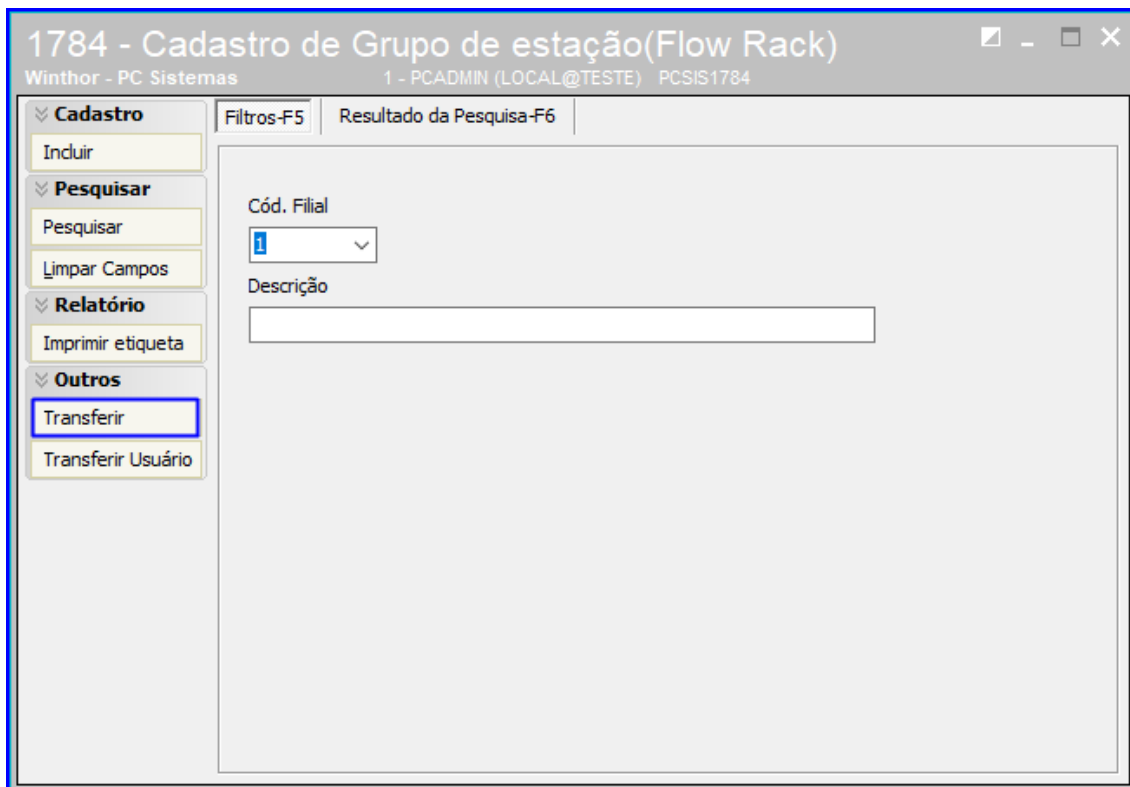 1784 - Cadastro de Grupo de estação(Flow Rack)
Winthor - PC Sistemas 1 - PCADMIN (LOCAL@TESTE) PCSIS1784
Cadastro
Incluir
Pesquisar
Pesquisar
Limpar Campos
Relatório
Imprimir etiqueta
Outros
Transferir
Transferir Usuário
Filtros-F5 Resultado da Pesquisa-F6
Cód. Filial
1
Descrição